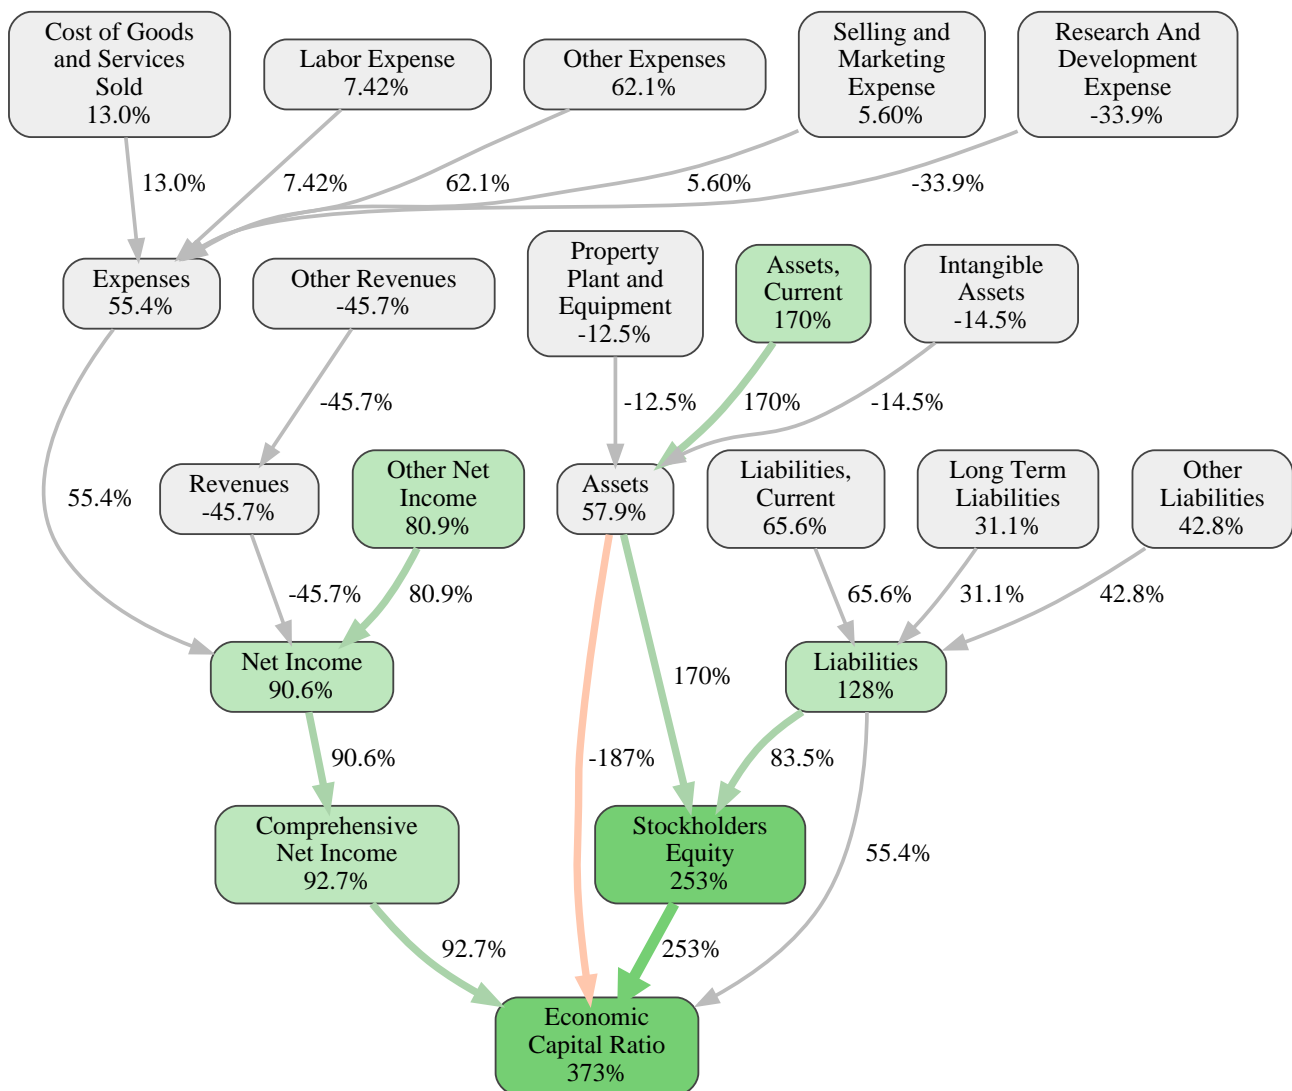 Cost of Goods
and Services
Sold
13.0%
Labor Expense
7.42%
Other Expenses
62.1%
Selling and
Marketing
Expense
5.60%
Research And
Development
Expense
-33.9%
13.0%
7.42%
62.1%
5.60%
-33.9%
Expenses
55.4%
Other Revenues
-45.7%
Property
Plant and
Equipment
-12.5%
Assets,
Current
170%
Intangible
Assets
-14.5%
-45.7%
-12.5%
170%
-14.5%
55.4%
Revenues
-45.7%
Other Net
Income
80.9%
Assets
57.9%
Liabilities,
Current
65.6%
Long Term
Liabilities
31.1%
Other
Liabilities
42.8%
-45.7%
80.9%
65.6%
31.1%
42.8%
Net Income
90.6%
170%
Liabilities
128%
90.6%
-187%
83.5%
Comprehensive
Net Income
92.7%
Stockholders
Equity
253%
55.4%
92.7%
253%
Economic
Capital Ratio
373%